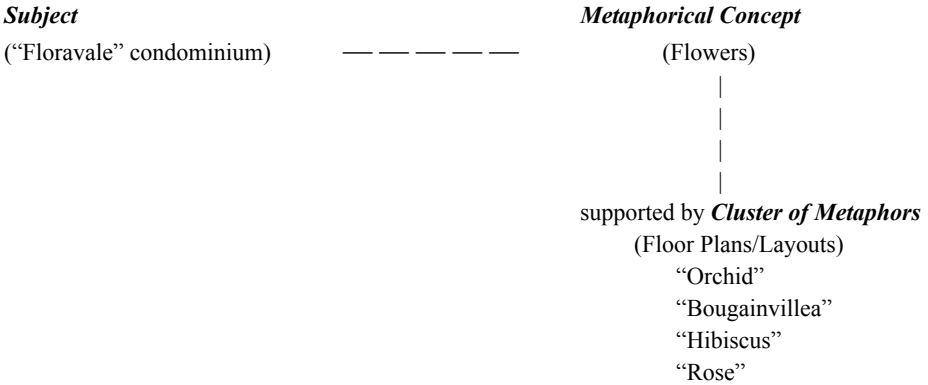 Subject Metaphorical Concept
(“Floravale” condominium) — — — — — (Flowers)
|
|
|
|
supported by Cluster of Metaphors
(Floor Plans/Layouts)
“Orchid”
“Bougainvillea”
“Hibiscus”
“Rose”